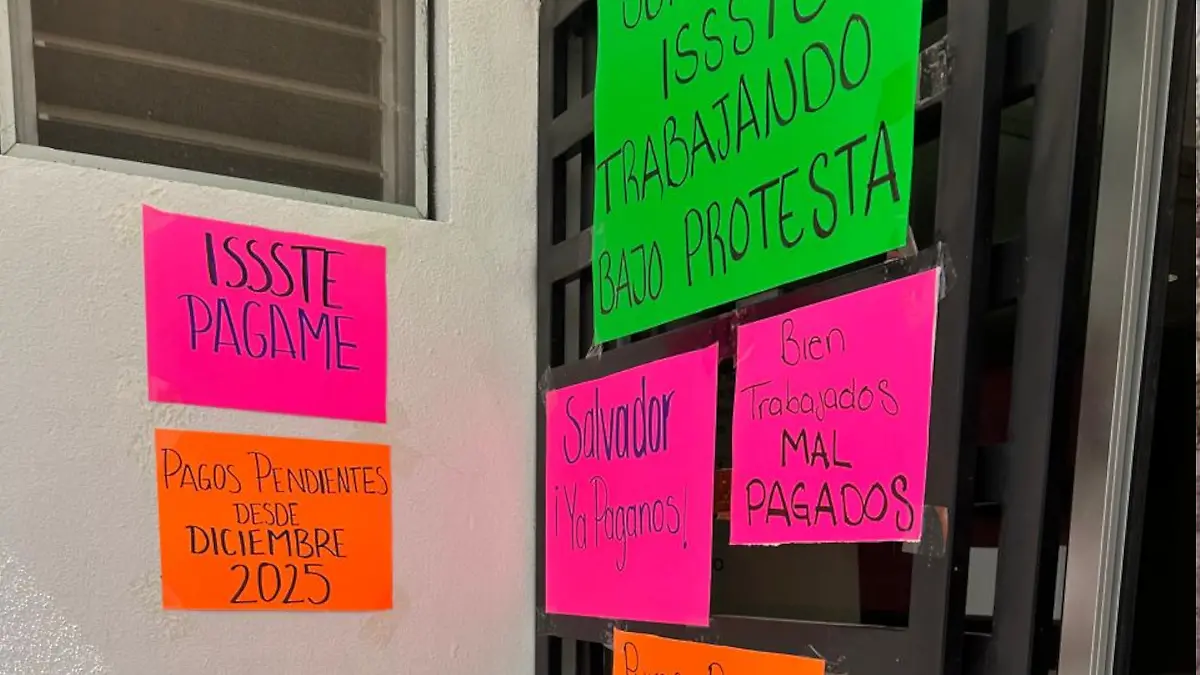 ISSSTE
PAGAME
PAGOS PENDIENTES
DESDE
DICIEMBRE
2025
ISSSTE
TRABAJANDO
BAJO PROTESTA
Salvador
¡Ya Paganos!
Bien
Trabajados
MAL
PAGADOS